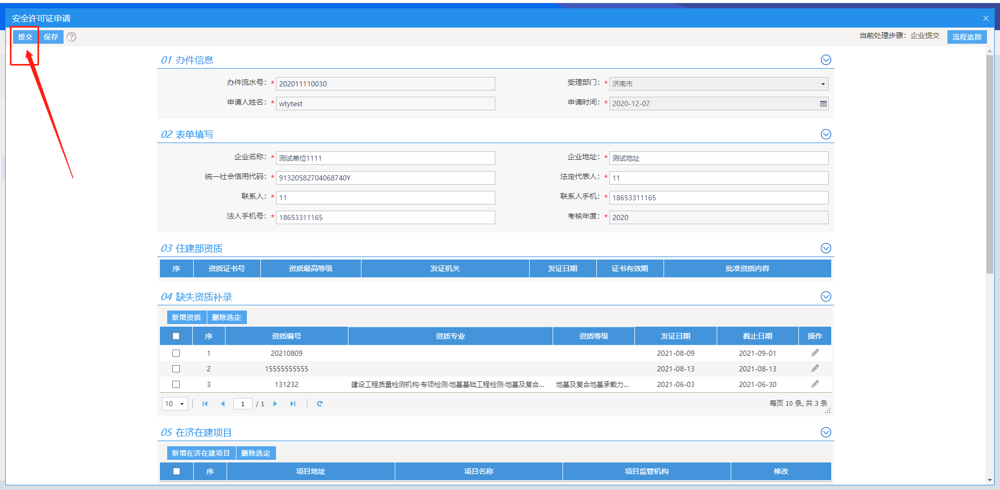 安全许可证申请
提交 保存 ? 当前处理步骤：企业提交 流程追踪
01 办件信息
办件流水号：* 202011110030 受理部门：* 济南市
申请人姓名：* wtytest 申请时间：* 2020-12-07
02 表单填写
企业名称：* 测试单位1111 企业地址：* 测试地址
统一社会信用代码：* 91320582704068740Y 法定代表人：* 11
联系人：* 11 联系人手机：* 18653311165
法人手机号：* 18653311165 考核年度：* 2020
03 住建部资质
序 资质证书号 资质最高等级 发证机关 发证日期 证书有效期 批准资质内容
04 缺失资质补录
新增资质 删除选定
序 资质编号 资质专业 资质等级 发证日期 截止日期 操作
1 20210809 2021-08-09 2021-09-01
2 15555555555 2021-08-13 2021-08-13
3 131232 建设工程质量检测机构·专项检测·地基基础工程检测·地基及复合... 地基及复合地基承载力... 2021-06-03 2021-06-30
10 1 / 1 每页 10 条, 共 3 条
05 在济在建项目
新增在济在建项目 删除选定
序 项目地址 项目名称 项目监管机构 修改